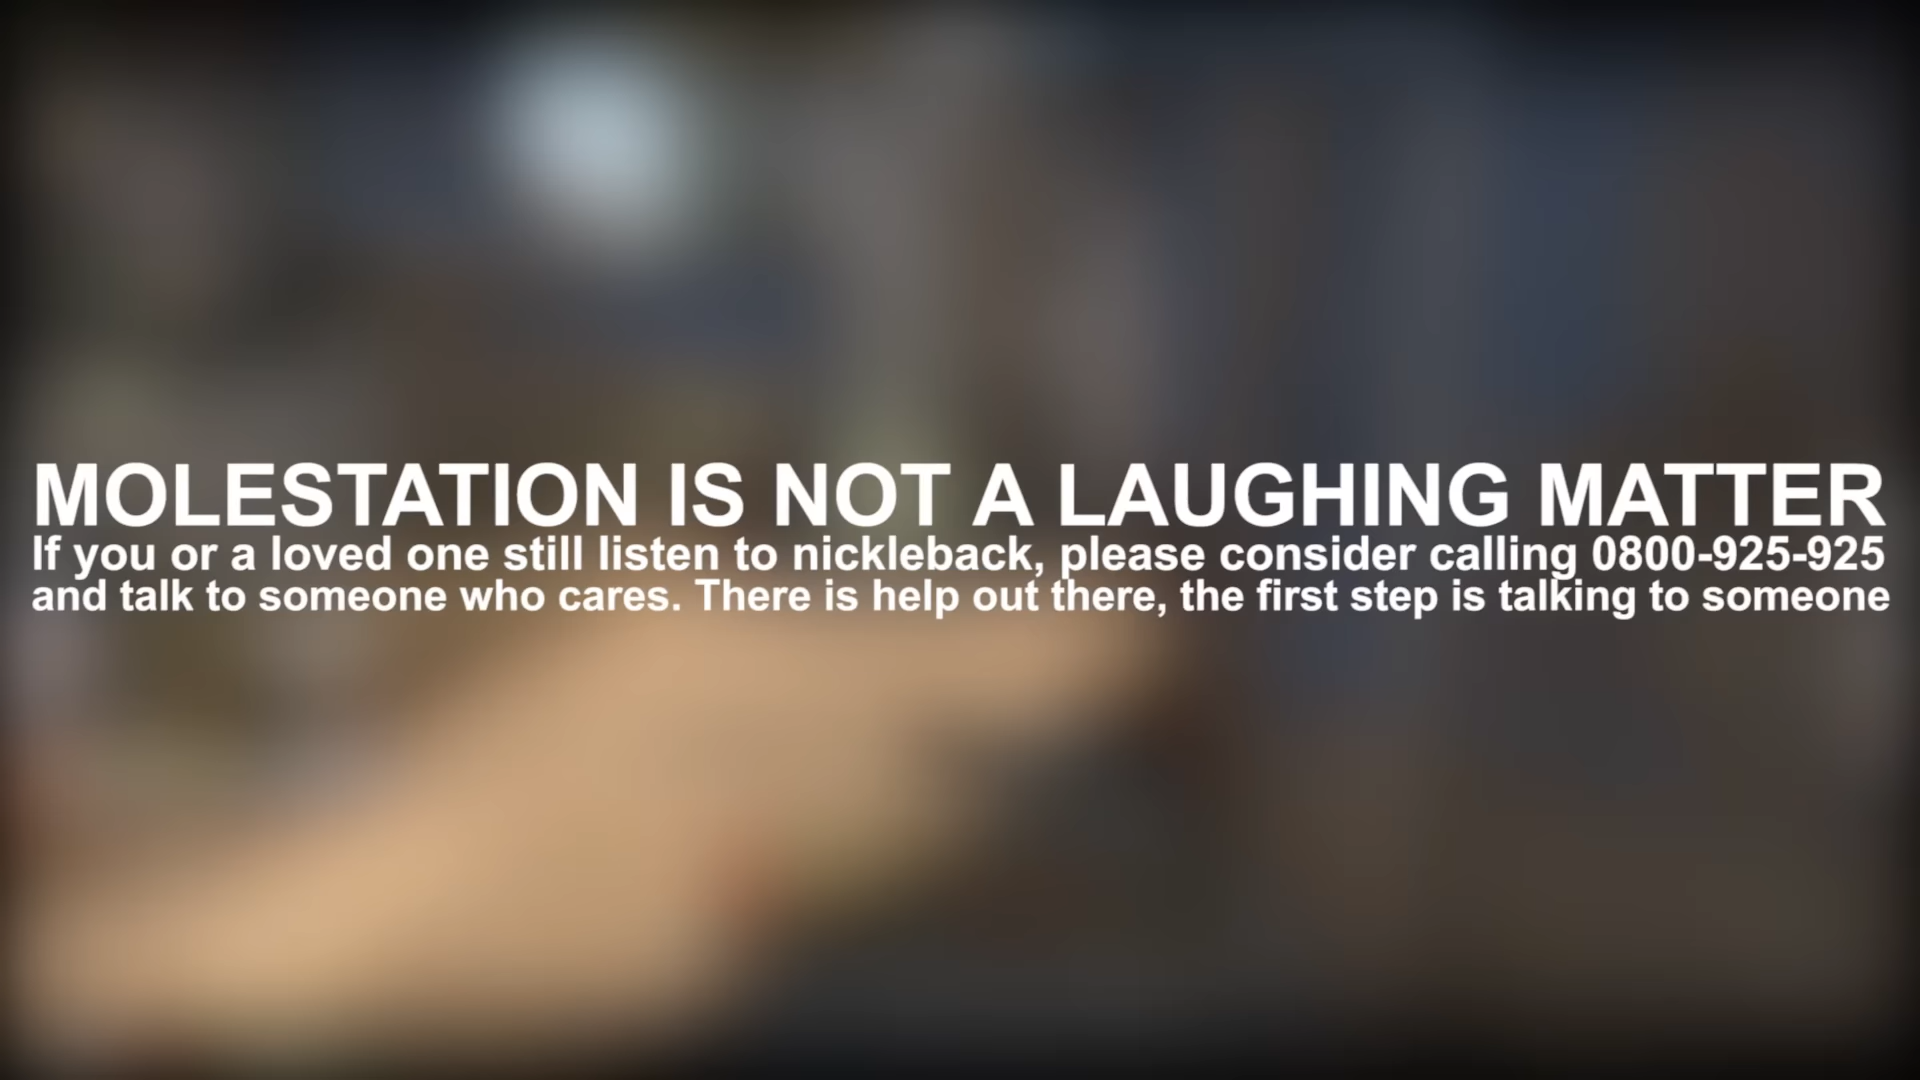 MOLESTATION IS NOT A LAUGHING MATTER
If you or a loved one still listen to nickleback, please consider calling 0800-925-925
and talk to someone who cares. There is help out there, the first step is talking to someone